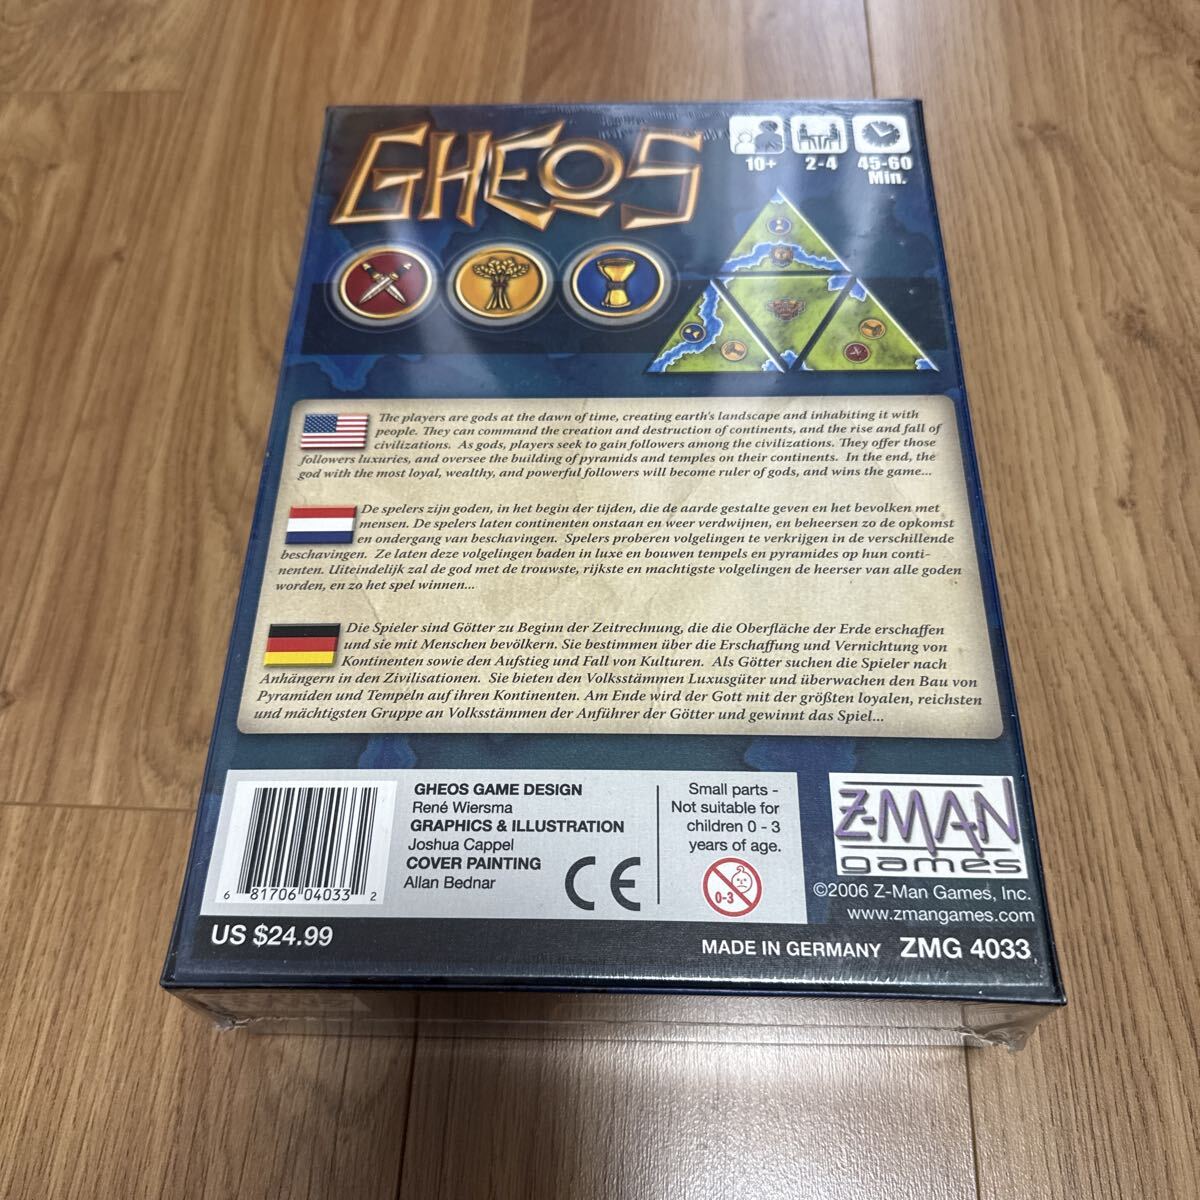 GHEOS
10+
2-4
45-60
Min.
The players are gods at the dawn of time, creating earth's landscape and inhabiting it with
people. They can command the creation and destruction of continents, and the rise and fall of
civilizations. As gods, players seek to gain followers among the civilizations. They offer those
followers luxuries, and oversee the building of pyramids and temples on their continents. In the end, the
god with the most loyal, wealthy, and powerful followers will become ruler of gods, and wins the game...
De spelers zijn goden, in het begin der tijden, die de aarde gestalte geven en het bevolken met
mensen. De spelers laten continenten onstaan en weer verdwijnen, en beheersen zo de opkomst
en ondergang van beschavingen. Spelers proberen volgelingen te verkrijgen in de verschillende
beschavingen. Ze laten deze volgelingen baden in luxe en bouwen tempels en pyramides op hun conti-
nenten. Uiteindelijk zal de god met de trouwste, rijkste en machtigste volgelingen de heerser van alle goden
worden, en zo het spel winnen...
Die Spieler sind Götter zu Beginn der Zeitrechnung, die die Oberfläche der Erde erschaffen
und sie mit Menschen bevölkern. Sie bestimmen über die Erschaffung und Vernichtung von
Kontinenten sowie den Aufstieg und Fall von Kulturen. Als Götter suchen die Spieler nach
Anhängern in den Zivilisationen. Sie bieten den Volksstämmen Luxusgüter und überwachen den Bau von
Pyramiden und Tempeln auf ihren Kontinenten. Am Ende wird der Gott mit der größten loyalen, reichsten
und mächtigsten Gruppe an Volksstämmen der Anführer der Götter und gewinnt das Spiel...
6 81706 04033 2
GHEOS GAME DESIGN
René Wiersma
GRAPHICS & ILLUSTRATION
Joshua Cappel
COVER PAINTING
Allan Bednar
CE
Small parts -
Not suitable for
children 0 - 3
years of age.
0-3
Z-MAN
games
©2006 Z-Man Games, Inc.
www.zmangames.com
US $24.99
MADE IN GERMANY ZMG 4033